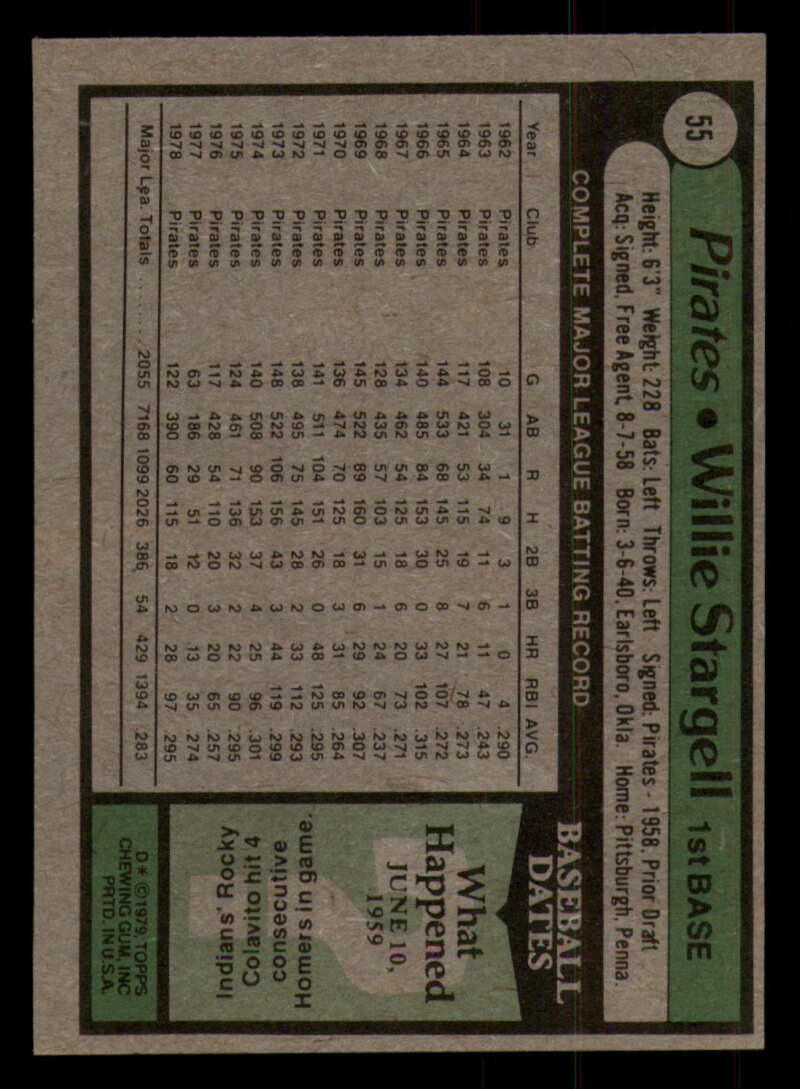 55
Pirates • Willie Stargell 1st BASE
Height: 6'3" Weight: 228 Bats: Left Throws: Left Signed: Pirates - 1958, Prior Draft
Acq: Signed, Free Agent, 8-7-58 Born: 3-6-40, Earlsboro, Okla. Home: Pittsburgh, Penna.
COMPLETE MAJOR LEAGUE BATTING RECORD
Year Club G AB R H 2B 3B HR RBI AVG.
1962 Pirates 10 31 1 9 3 1 0 4 .290
1963 Pirates 108 304 34 74 11 6 11 47 .243
1964 Pirates 117 421 53 115 19 7 21 78 .273
1965 Pirates 144 533 68 145 25 8 27 107 .272
1966 Pirates 140 485 84 153 30 0 33 102 .315
1967 Pirates 134 462 54 125 18 6 20 73 .271
1968 Pirates 128 435 57 103 15 1 24 67 .237
1969 Pirates 145 522 89 160 31 6 29 92 .307
1970 Pirates 136 474 70 125 18 3 31 85 .264
1971 Pirates 141 511 104 151 26 0 48 125 .295
1972 Pirates 138 495 75 145 28 2 33 112 .293
1973 Pirates 148 522 106 156 43 3 44 119 .299
1974 Pirates 140 508 90 153 37 4 25 96 .301
1975 Pirates 124 461 71 136 32 2 22 90 .295
1976 Pirates 117 428 54 110 20 3 20 65 .257
1977 Pirates 63 186 29 51 12 0 13 35 .274
1978 Pirates 122 390 60 115 18 2 28 97 .295
Major Lea. Totals . . . . . . . 2055 7168 1099 2026 386 54 429 1394 .283
BASEBALL
DATES
What
Happened
JUNE 10,
1959
Indians' Rocky
Colavito hit 4
consecutive
Homers in game.
D * © 1979, TOPPS
CHEWING GUM, INC
PRTD. IN U.S.A.